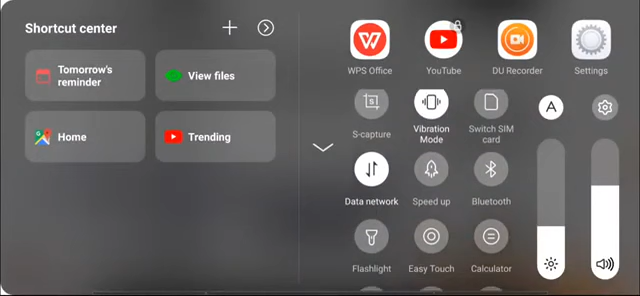 Shortcut center
Tomorrow's
reminder
View files
Home
Trending
WPS Office
YouTube
DU Recorder
Settings
S
S-capture
Vibration
Mode
Switch SIM
card
A
Data network
Speed up
Bluetooth
Flashlight
Easy Touch
Calculator